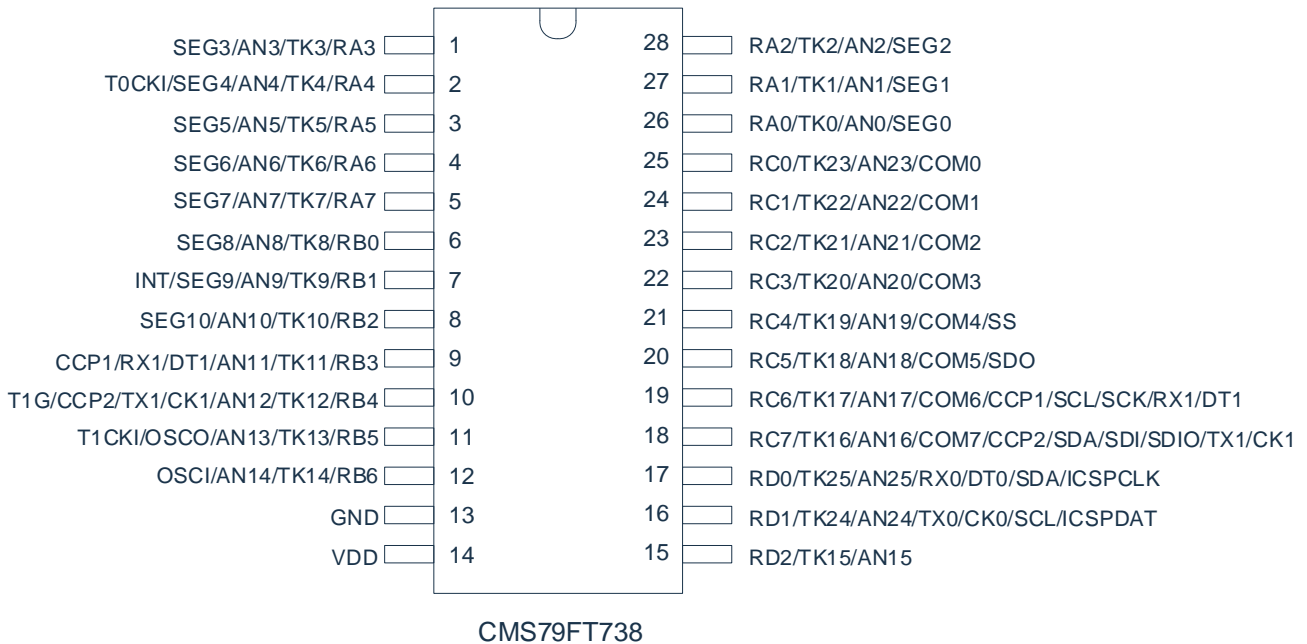 SEG3/AN3/TK3/RA3 1 28 RA2/TK2/AN2/SEG2
T0CKI/SEG4/AN4/TK4/RA4 2 27 RA1/TK1/AN1/SEG1
SEG5/AN5/TK5/RA5 3 26 RA0/TK0/AN0/SEG0
SEG6/AN6/TK6/RA6 4 25 RC0/TK23/AN23/COM0
SEG7/AN7/TK7/RA7 5 24 RC1/TK22/AN22/COM1
SEG8/AN8/TK8/RB0 6 23 RC2/TK21/AN21/COM2
INT/SEG9/AN9/TK9/RB1 7 22 RC3/TK20/AN20/COM3
SEG10/AN10/TK10/RB2 8 21 RC4/TK19/AN19/COM4/SS
CCP1/RX1/DT1/AN11/TK11/RB3 9 20 RC5/TK18/AN18/COM5/SDO
T1G/CCP2/TX1/CK1/AN12/TK12/RB4 10 19 RC6/TK17/AN17/COM6/CCP1/SCL/SCK/RX1/DT1
T1CKI/OSCO/AN13/TK13/RB5 11 18 RC7/TK16/AN16/COM7/CCP2/SDA/SDI/SDIO/TX1/CK1
OSCI/AN14/TK14/RB6 12 17 RD0/TK25/AN25/RX0/DT0/SDA/ICSPCLK
GND 13 16 RD1/TK24/AN24/TX0/CK0/SCL/ICSPDAT
VDD 14 15 RD2/TK15/AN15
CMS79FT738